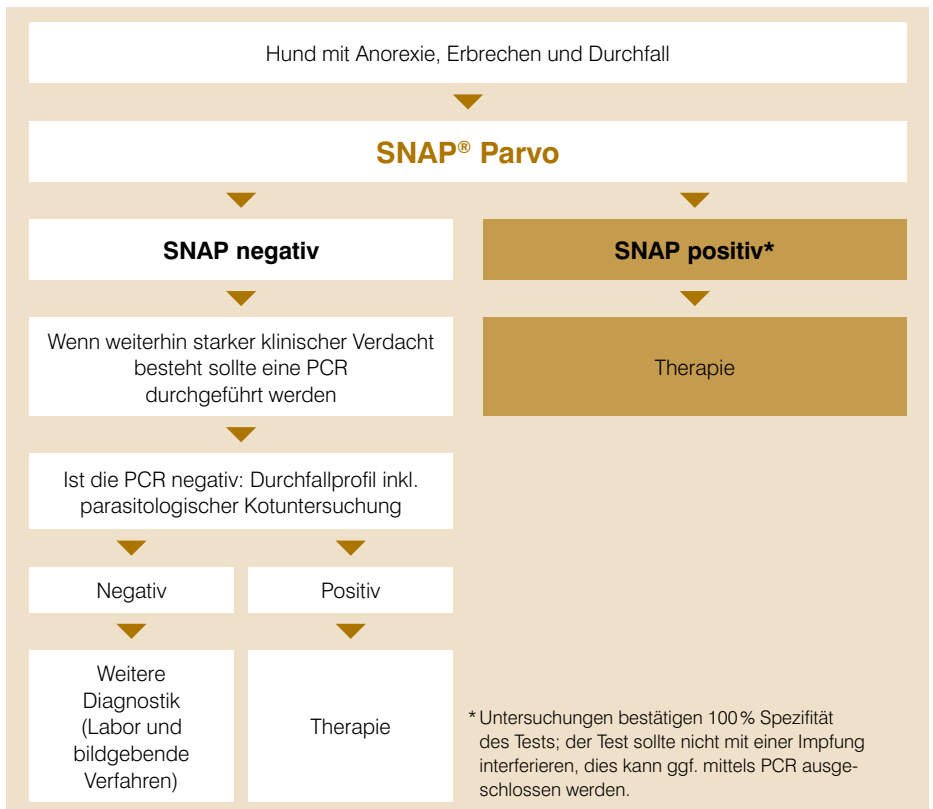 Hund mit Anorexie, Erbrechen und Durchfall
SNAP® Parvo
SNAP negativ
SNAP positiv*
Wenn weiterhin starker klinischer Verdacht
besteht sollte eine PCR
durchgeführt werden
Therapie
Ist die PCR negativ: Durchfallprofil inkl.
parasitologischer Kotuntersuchung
Negativ
Positiv
Weitere
Diagnostik
(Labor und
bildgebende
Verfahren)
Therapie
* Untersuchungen bestätigen 100 % Spezifität
des Tests; der Test sollte nicht mit einer Impfung
interferieren, dies kann ggf. mittels PCR ausge-
schlossen werden.